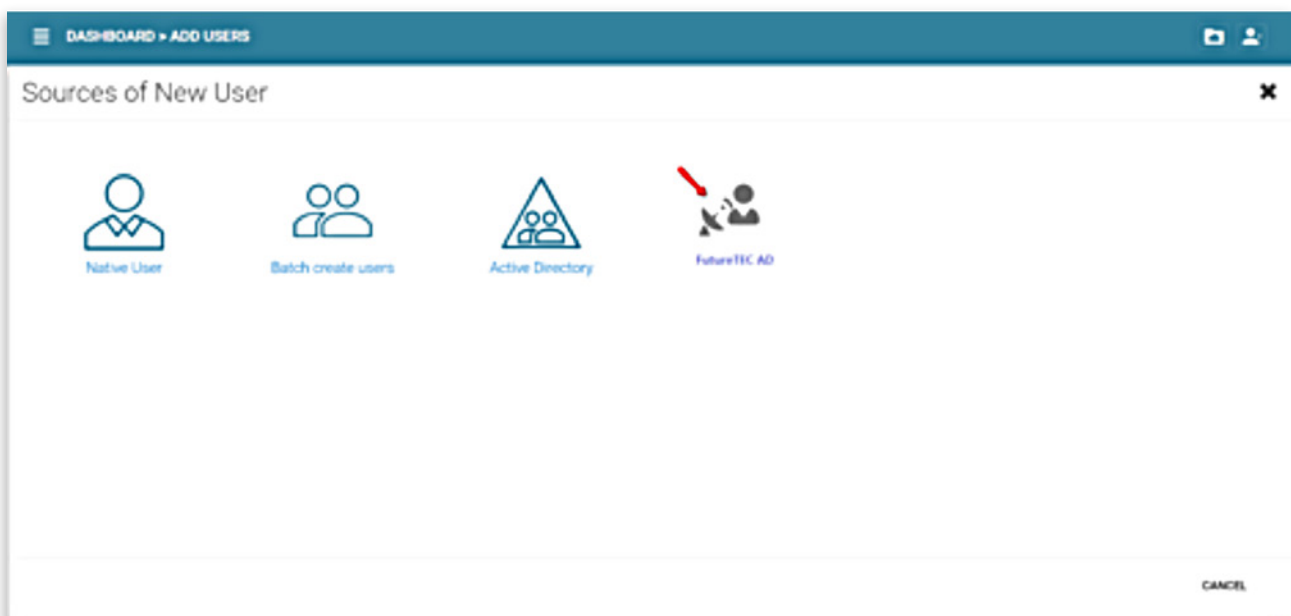 DASHBOARD > ADD USERS
Sources of New User
Native User
Batch create users
Active Directory
FutureTEC AD
CANCEL